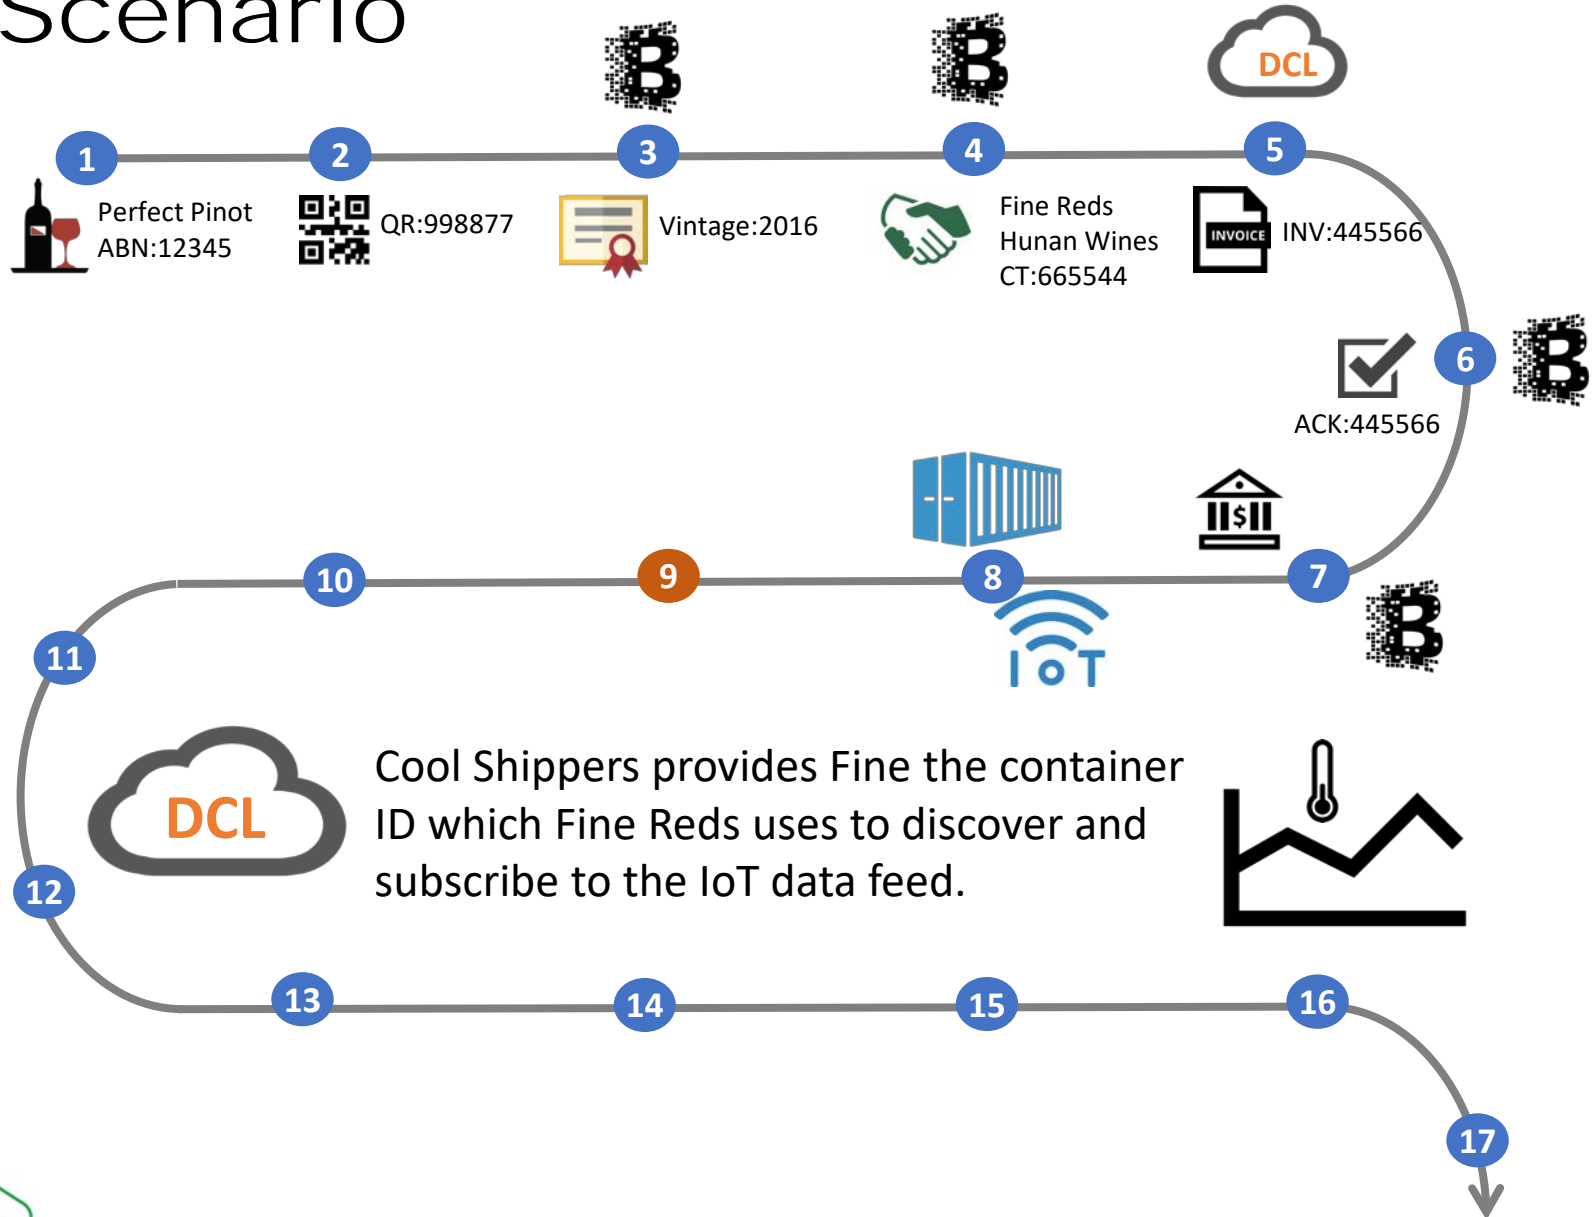 Scenario
DCL
1
2
3
4
5
Perfect Pinot
ABN:12345
QR:998877
Vintage:2016
Fine Reds
Hunan Wines
CT:665544
INVOICE
INV:445566
6
ACK:445566
$
10
9
8
7
IoT
11
DCL
Cool Shippers provides Fine the container
ID which Fine Reds uses to discover and
subscribe to the IoT data feed.
12
13
14
15
16
17